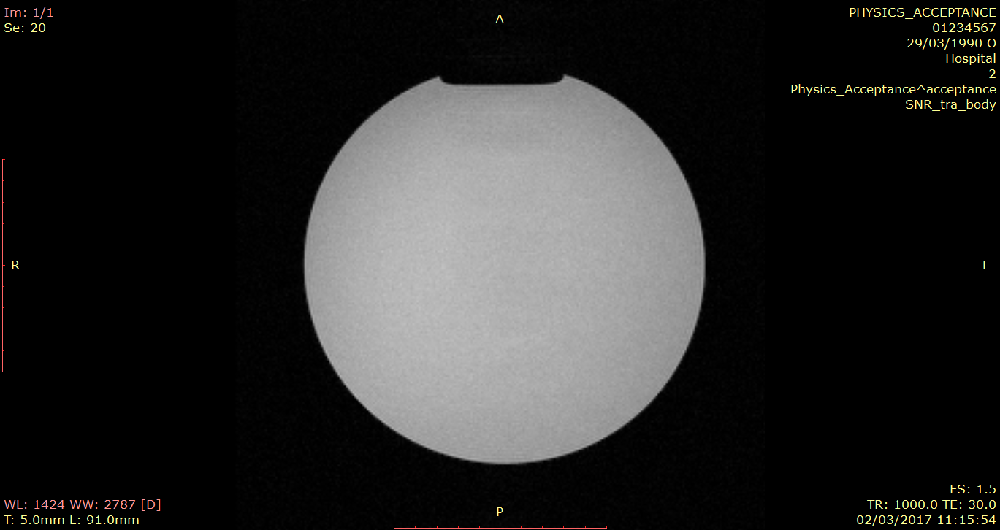 Im: 1/1
Se: 20
A
PHYSICS_ACCEPTANCE
01234567
29/03/1990 O
Hospital
2
Physics_Acceptance^acceptance
SNR_tra_body
R
L
WL: 1424 WW: 2787 [D]
T: 5.0mm L: 91.0mm
P
FS: 1.5
TR: 1000.0 TE: 30.0
02/03/2017 11:15:54